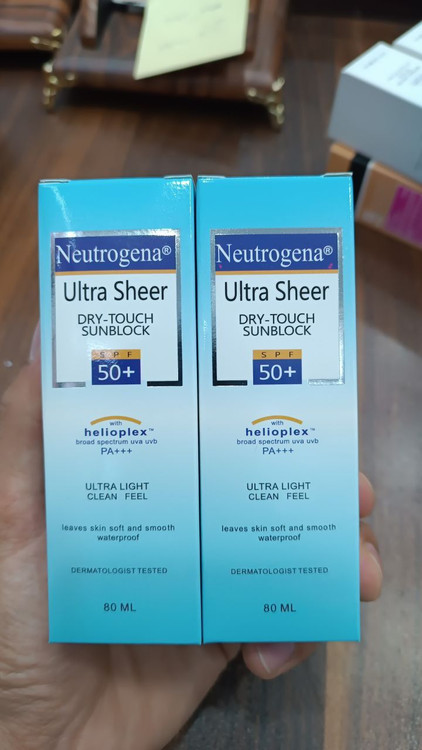 Neutrogena®
Ultra Sheer
DRY-TOUCH
SUNBLOCK
SPF
50+
with
helioplex™
broad spectrum uva uvb
PA+++
ULTRA LIGHT
CLEAN FEEL
leaves skin soft and smooth
waterproof
DERMATOLOGIST TESTED
80 ML
Neutrogena®
Ultra Sheer
DRY-TOUCH
SUNBLOCK
SPF
50+
with
helioplex™
broad spectrum uva uvb
PA+++
ULTRA LIGHT
CLEAN FEEL
leaves skin soft and smooth
waterproof
DERMATOLOGIST TESTED
80 ML